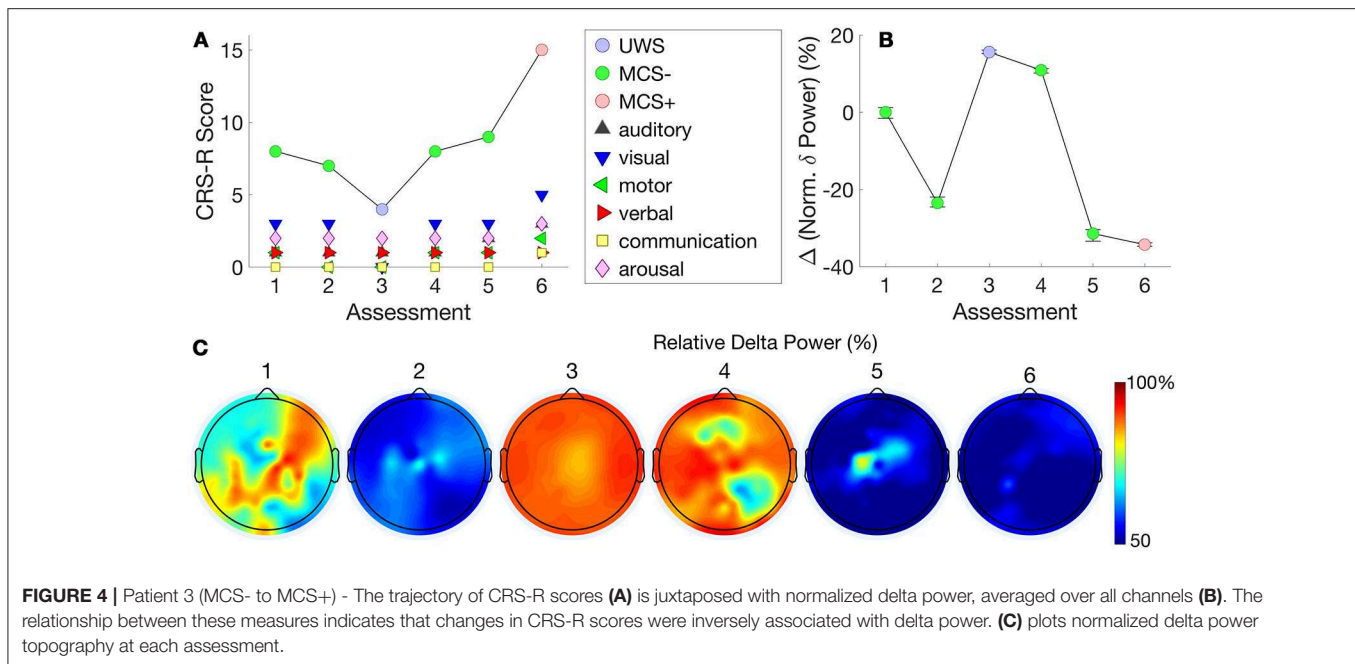 A
15
10
5
0
CRS-R Score
1 2 3 4 5 6
Assessment
UWS
MCS-
MCS+
auditory
visual
motor
verbal
communication
arousal
B
20
0
-20
-40
Δ (Norm. δ Power) (%)
1 2 3 4 5 6
Assessment
C
Relative Delta Power (%)
1 2 3 4 5 6
100%
50
FIGURE 4 | Patient 3 (MCS- to MCS+) - The trajectory of CRS-R scores (A) is juxtaposed with normalized delta power, averaged over all channels (B). The
relationship between these measures indicates that changes in CRS-R scores were inversely associated with delta power. (C) plots normalized delta power
topography at each assessment.